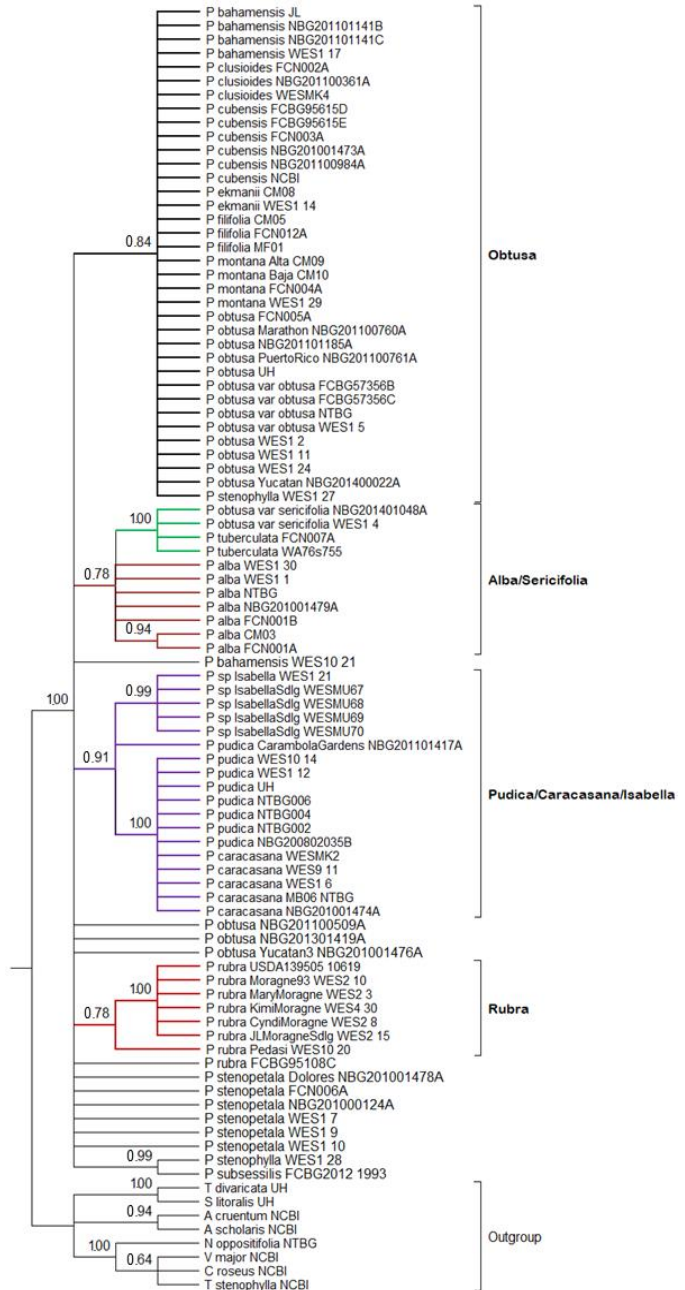 P bahamensis JL
P bahamensis NBG201101141B
P bahamensis NBG201101141C
P bahamensis WES1 17
P clusioides FCN002A
P clusioides NBG201100361A
P clusioides WESMK4
P cubensis FCBG95615D
P cubensis FCBG95615E
P cubensis FCN003A
P cubensis NBG201001473A
P cubensis NBG201100984A
P cubensis NCBI
P ekmanii CM08
P ekmanii WES1 14
P filifolia CM05
P filifolia FCN012A
0.84
P filifolia MF01
Obtusa
P montana Alta CM09
P montana Baja CM10
P montana FCN004A
P montana WES1 29
P obtusa FCN005A
P obtusa Marathon NBG201100760A
P obtusa NBG201101185A
P obtusa PuertoRico NBG201100761A
P obtusa UH
P obtusa var obtusa FCBG57356B
P obtusa var obtusa FCBG57356C
P obtusa var obtusa NTBG
P obtusa var obtusa WES1 5
P obtusa WES1 2
P obtusa WES1 11
P obtusa WES1 24
P obtusa Yucatan NBG201400022A
P stenophylla WES1 27
P obtusa var sericifolia NBG201401048A
1.00
P obtusa var sericifolia WES1 4
P tuberculata FCN007A
P tuberculata WA76s755
P alba WES1 30
0.78
P alba WES1 1
Alba/Sericifolia
P alba NTBG
P alba NBG201001479A
P alba FCN001B
0.94
P alba CM03
P alba FCN001A
P bahamensis WES10 21
P sp Isabella WES1 21
0.99
P sp IsabellaSdlg WESMU67
P sp IsabellaSdlg WESMU68
1.00
P sp IsabellaSdlg WESMU69
P sp IsabellaSdlg WESMU70
P pudica CarambolaGardens NBG201101417A
0.91
P pudica WES10 14
P pudica WES1 12
P pudica UH
Pudica/Caracasana/Isabella
P pudica NTBG006
P pudica NTBG004
1.00
P pudica NTBG002
P pudica NBG200802035B
P caracasana WESMK2
P caracasana WES9 11
P caracasana WES1 6
P caracasana MB06 NTBG
P caracasana NBG201001474A
P obtusa NBG201100509A
P obtusa NBG201301419A
P obtusa Yucatan3 NBG201001476A
P rubra USDA139505 10619
1.00
P rubra Moragne93 WES2 10
P rubra MaryMoragne WES2 3
P rubra KimiMoragne WES4 30
Rubra
0.78
P rubra CyndiMoragne WES2 8
P rubra JLMoragneSdlg WES2 15
P rubra Pedasi WES10 20
P rubra FCBG95108C
P stenopetala Dolores NBG201001478A
P stenopetala FCN006A
P stenopetala NBG201000124A
P stenopetala WES1 7
P stenopetala WES1 9
P stenopetala WES1 10
0.99
P stenophylla WES1 28
P subsessilis FCBG2012 1993
1.00
T divaricata UH
S litoralis UH
0.94
A cruentum NCBI
A scholaris NCBI
Outgroup
1.00
N oppositifolia NTBG
0.64
V major NCBI
C roseus NCBI
T stenophylla NCBI